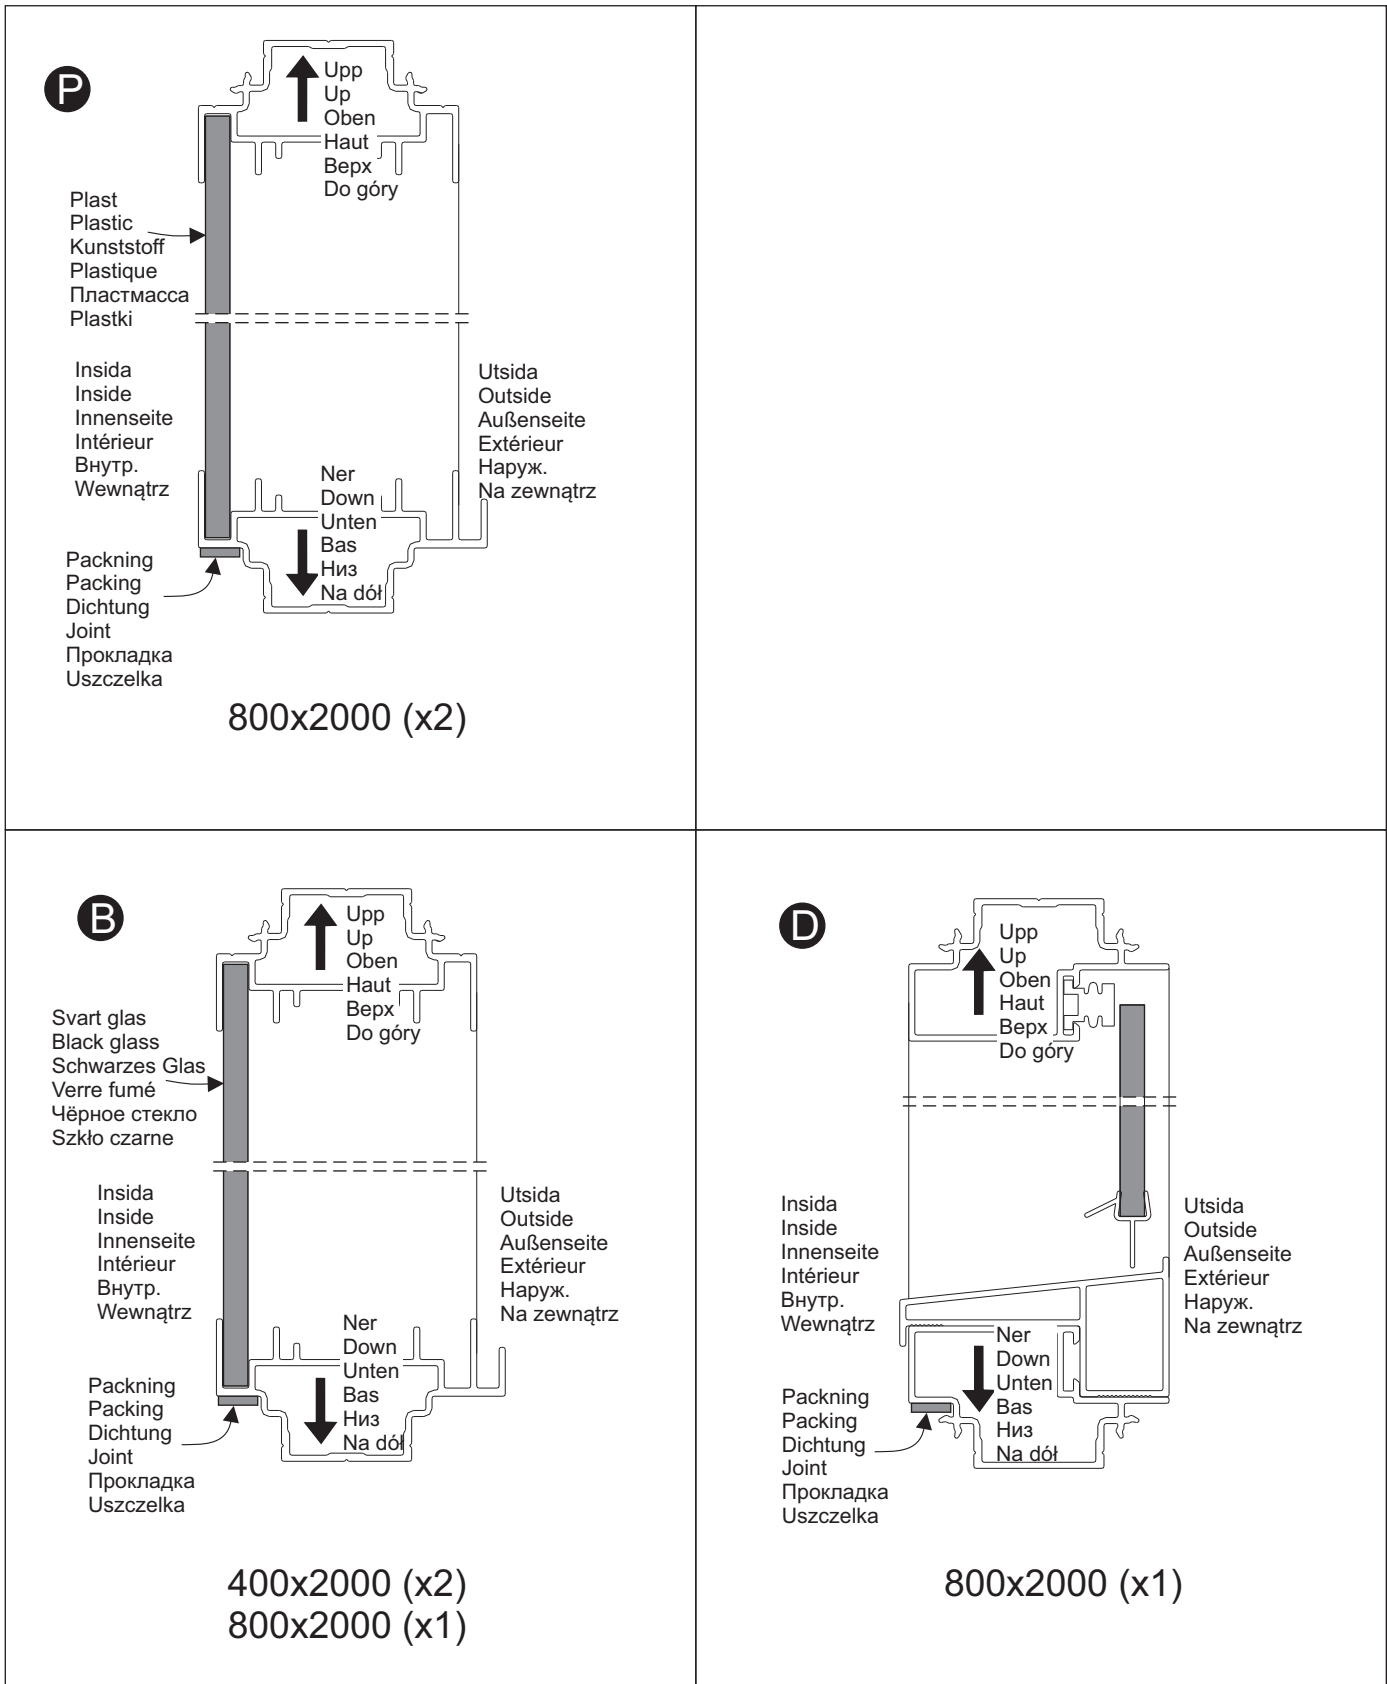 P
Upp
Up
Oben
Haut
Верх
Do góry
Plast
Plastic
Kunststoff
Plastique
Пластмасса
Plastki
Insida
Inside
Innenseite
Intérieur
Внутр.
Wewnątrz
Utsida
Outside
Außenseite
Extérieur
Наруж.
Na zewnątrz
Ner
Down
Unten
Bas
Низ
Na dół
Packning
Packing
Dichtung
Joint
Прокладка
Uszczelka
800x2000 (x2)
B
Upp
Up
Oben
Haut
Верх
Do góry
Svart glas
Black glass
Schwarzes Glas
Verre fumé
Чёрное стекло
Szkło czarne
Insida
Inside
Innenseite
Intérieur
Внутр.
Wewnątrz
Utsida
Outside
Außenseite
Extérieur
Наруж.
Na zewnątrz
Ner
Down
Unten
Bas
Низ
Na dół
Packning
Packing
Dichtung
Joint
Прокладка
Uszczelka
400x2000 (x2)
800x2000 (x1)
D
Upp
Up
Oben
Haut
Верх
Do góry
Insida
Inside
Innenseite
Intérieur
Внутр.
Wewnątrz
Utsida
Outside
Außenseite
Extérieur
Наруж.
Na zewnątrz
Ner
Down
Unten
Bas
Низ
Na dół
Packning
Packing
Dichtung
Joint
Прокладка
Uszczelka
800x2000 (x1)